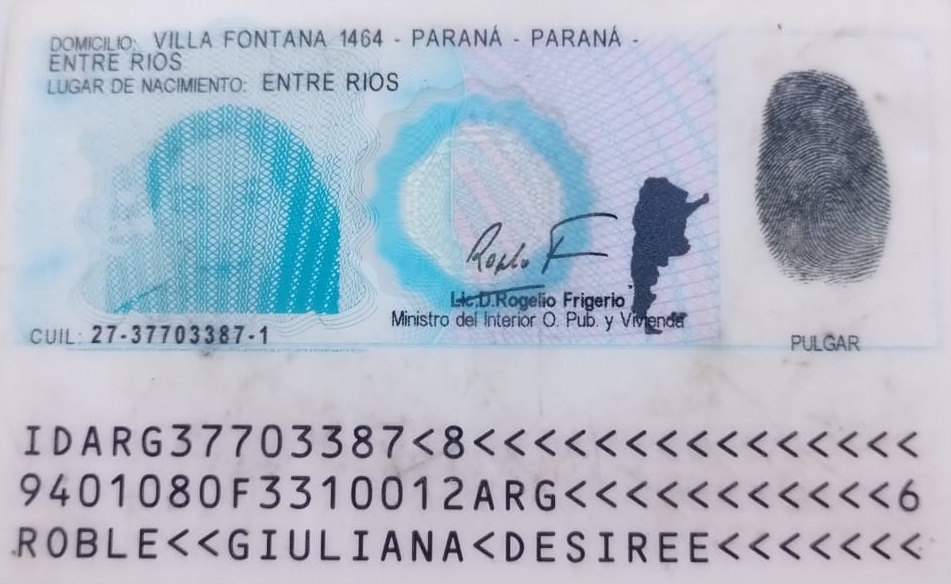 DOMICILIO: VILLA FONTANA 1464 - PARANÁ - PARANÁ -
ENTRE RIOS
LUGAR DE NACIMIENTO: ENTRE RIOS
Lic.D.Rogelio Frigerio
Ministro del Interior O. Pub. y Vivienda
CUIL: 27-37703387-1
PULGAR
IDARG37703387<8<<<<<<<<<<<<<<<
9401080F3310012ARG<<<<<<<<<<<6
ROBLE<<GIULIANA<DESIREE<<<<<<<